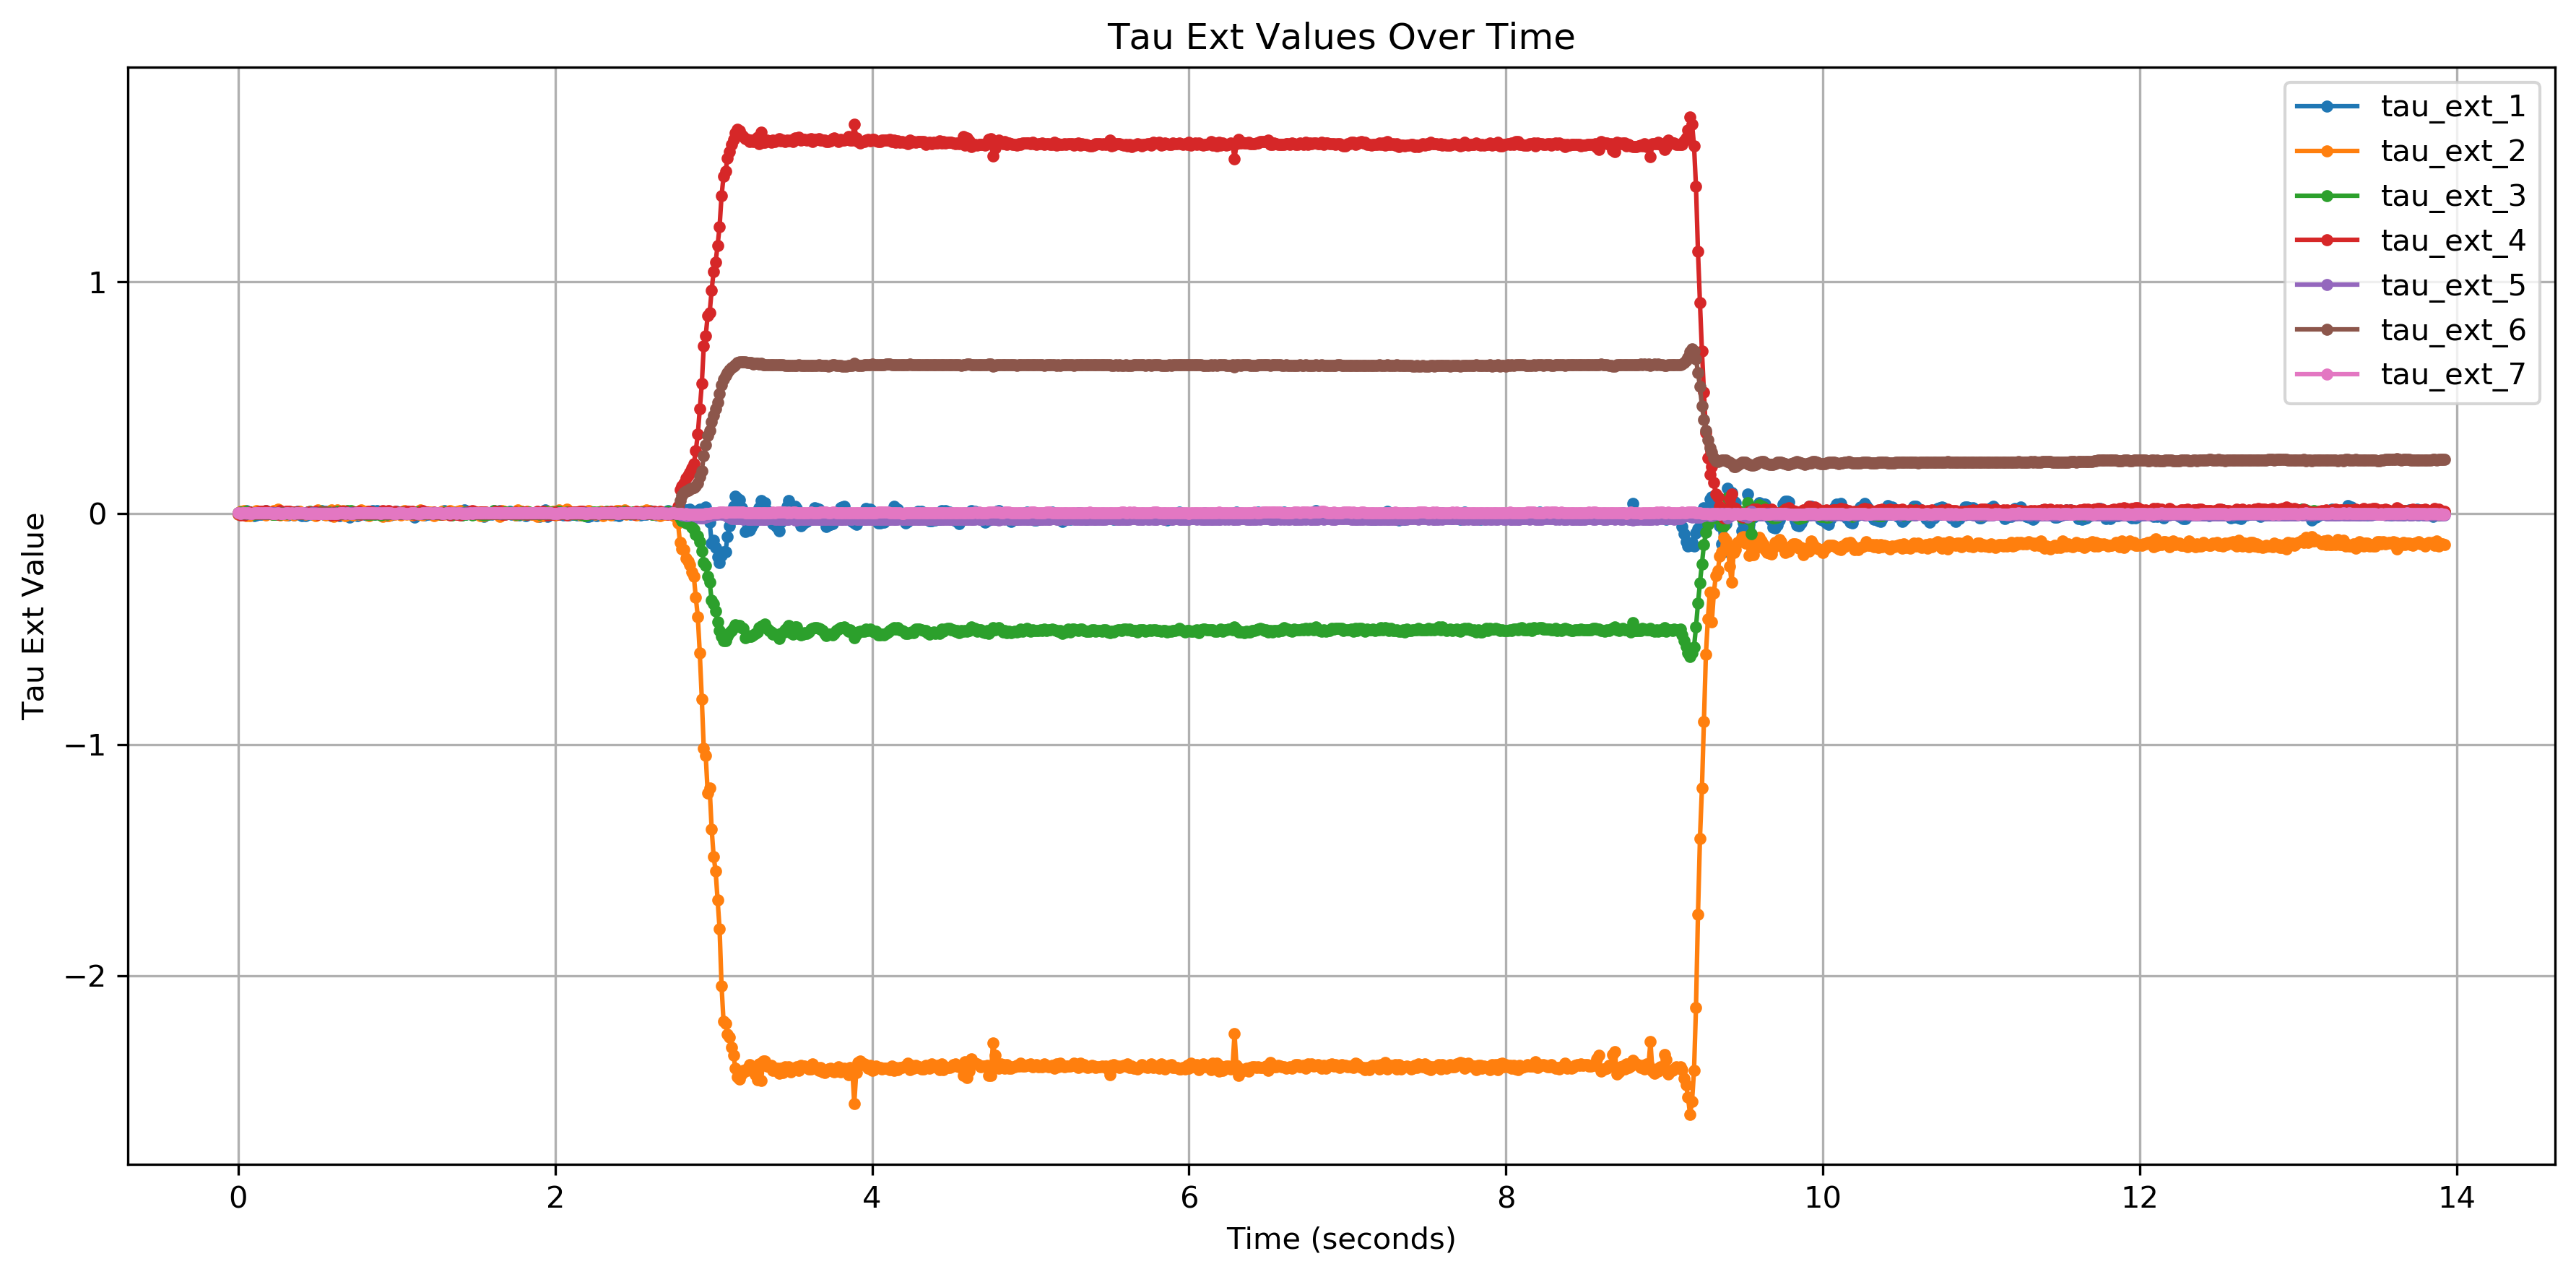 Tau Ext Values Over Time
tau_ext_1
tau_ext_2
tau_ext_3
tau_ext_4
tau_ext_5
tau_ext_6
tau_ext_7
Tau Ext Value
1
0
−1
−2
0 2 4 6 8 10 12 14
Time (seconds)